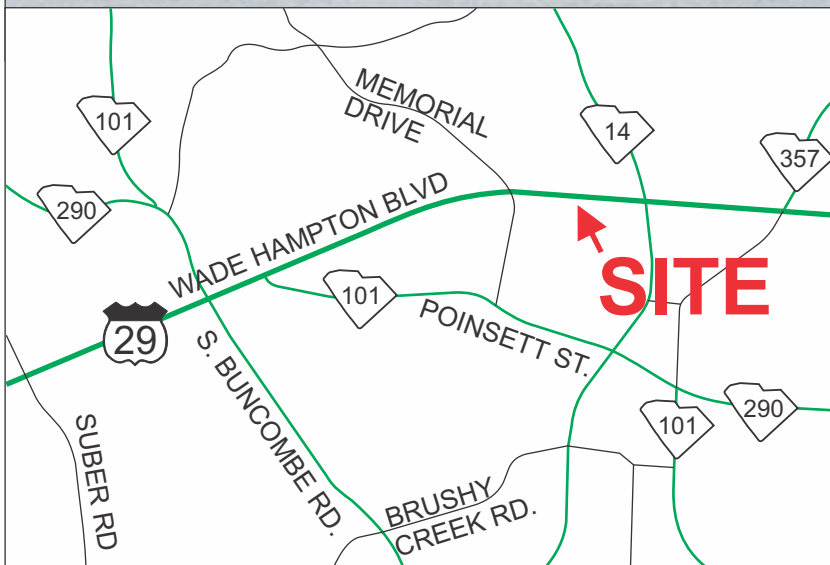 MEMORIAL
DRIVE
101
14
357
290
WADE HAMPTON BLVD
SITE
101
29
POINSETT ST.
S. BUNCOMBE RD.
290
101
SUBER RD
BRUSHY
CREEK RD.